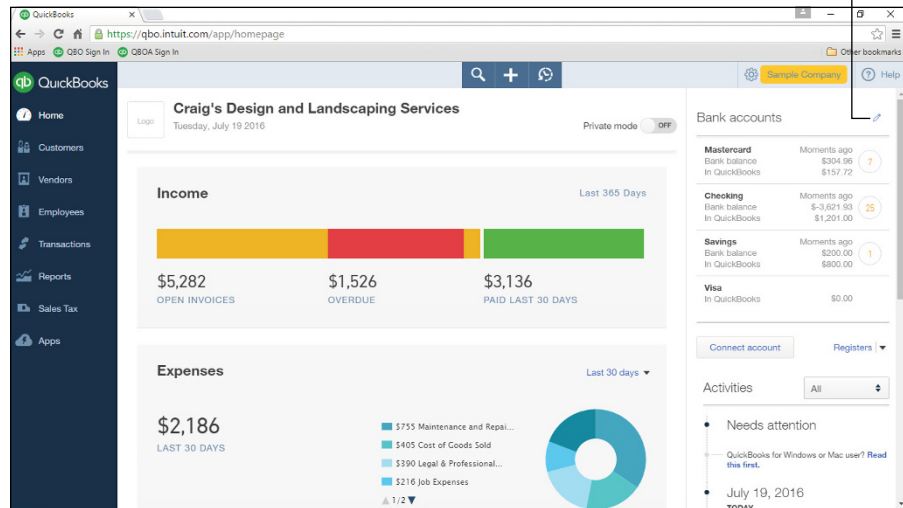 QuickBooks
https://qbo.intuit.com/app/homepage
Apps QBO Sign In QBOA Sign In Other bookmarks
qb QuickBooks
Sample Company ? Help
Home
Customers
Vendors
Employees
Transactions
Reports
Sales Tax
Apps
Logo
Craig's Design and Landscaping Services
Tuesday, July 19 2016
Private mode OFF
Income Last 365 Days
$5,282 $1,526 $3,136
OPEN INVOICES OVERDUE PAID LAST 30 DAYS
Expenses Last 30 days
$2,186
LAST 30 DAYS
$755 Maintenance and Repai...
$405 Cost of Goods Sold
$390 Legal & Professional...
$216 Job Expenses
1/2
Bank accounts
Mastercard Moments ago
Bank balance $304.96 7
In QuickBooks $157.72
Checking Moments ago
Bank balance $-3,621.93 25
In QuickBooks $1,201.00
Savings Moments ago
Bank balance $200.00 1
In QuickBooks $800.00
Visa
In QuickBooks $0.00
Connect account Registers
Activities All
Needs attention
QuickBooks for Windows or Mac user? Read
this first.
July 19, 2016
TODAY